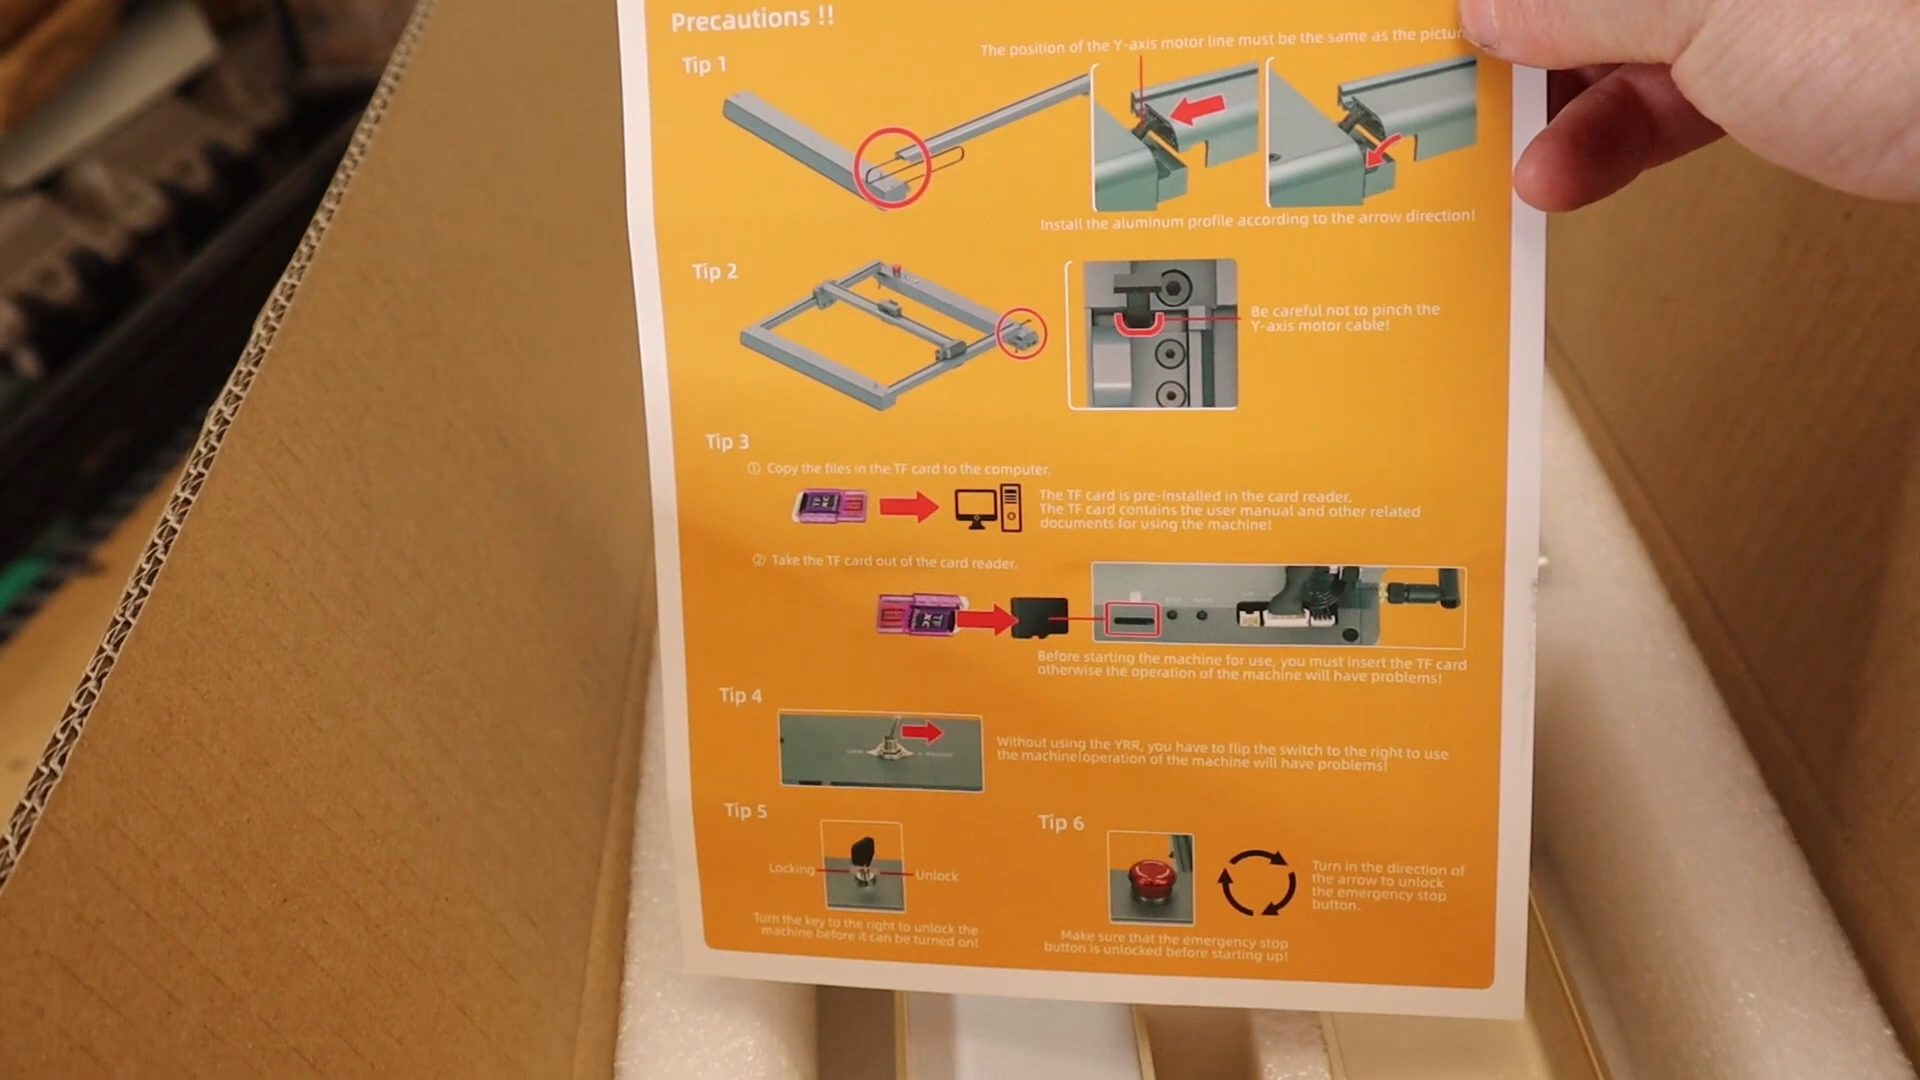 Precautions !!
Tip 1
The position of the Y-axis motor line must be the same as the
Install the aluminum profile according to the arrow direction!
Tip 2
Be careful not to pinch the
Y-axis motor cable!
Tip 3
① Copy the files in the TF card to the computer.
The TF card is pre-installed in the card reader.
The TF card contains the user manual and other related
documents for using the machine!
② Take the TF card out of the card reader.
TF
XC
Before starting the machine for use, you must insert the TF card
otherwise the operation of the machine will have problems!
Tip 4
Without using the YRR, you have to flip the switch to the right to use
the machine!operation of the machine will have problems!
Tip 5
Locking
Unlock
Turn the key to the right to unlock the
machine before it can be turned on!
Tip 6
Turn in the direction of
the arrow to unlock
the emergency stop
button.
Make sure that the emergency stop
button is unlocked before starting up!